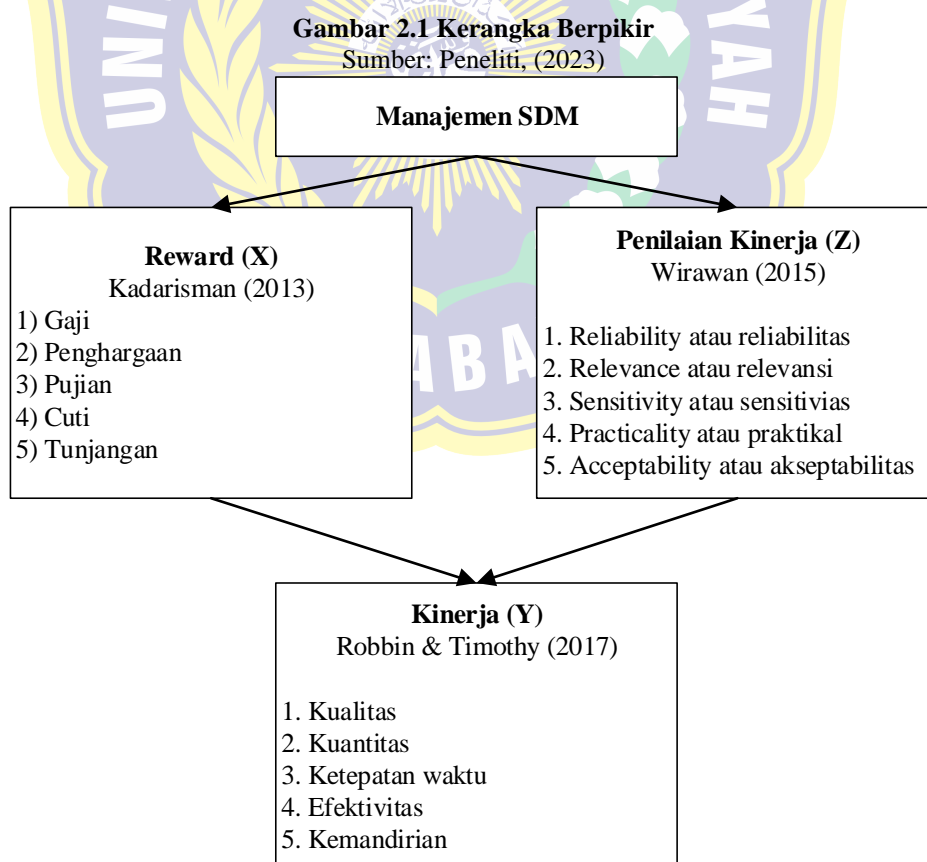 Gambar 2.1 Kerangka Berpikir
Sumber: Peneliti, (2023)
Manajemen SDM
Reward (X)
Kadarisman (2013)
1) Gaji
2) Penghargaan
3) Pujian
4) Cuti
5) Tunjangan
Penilaian Kinerja (Z)
Wirawan (2015)
1. Reliability atau reliabilitas
2. Relevance atau relevansi
3. Sensitivity atau sensitivias
4. Practicality atau praktikal
5. Acceptability atau akseptabilitas
Kinerja (Y)
Robbin & Timothy (2017)
1. Kualitas
2. Kuantitas
3. Ketepatan waktu
4. Efektivitas
5. Kemandirian